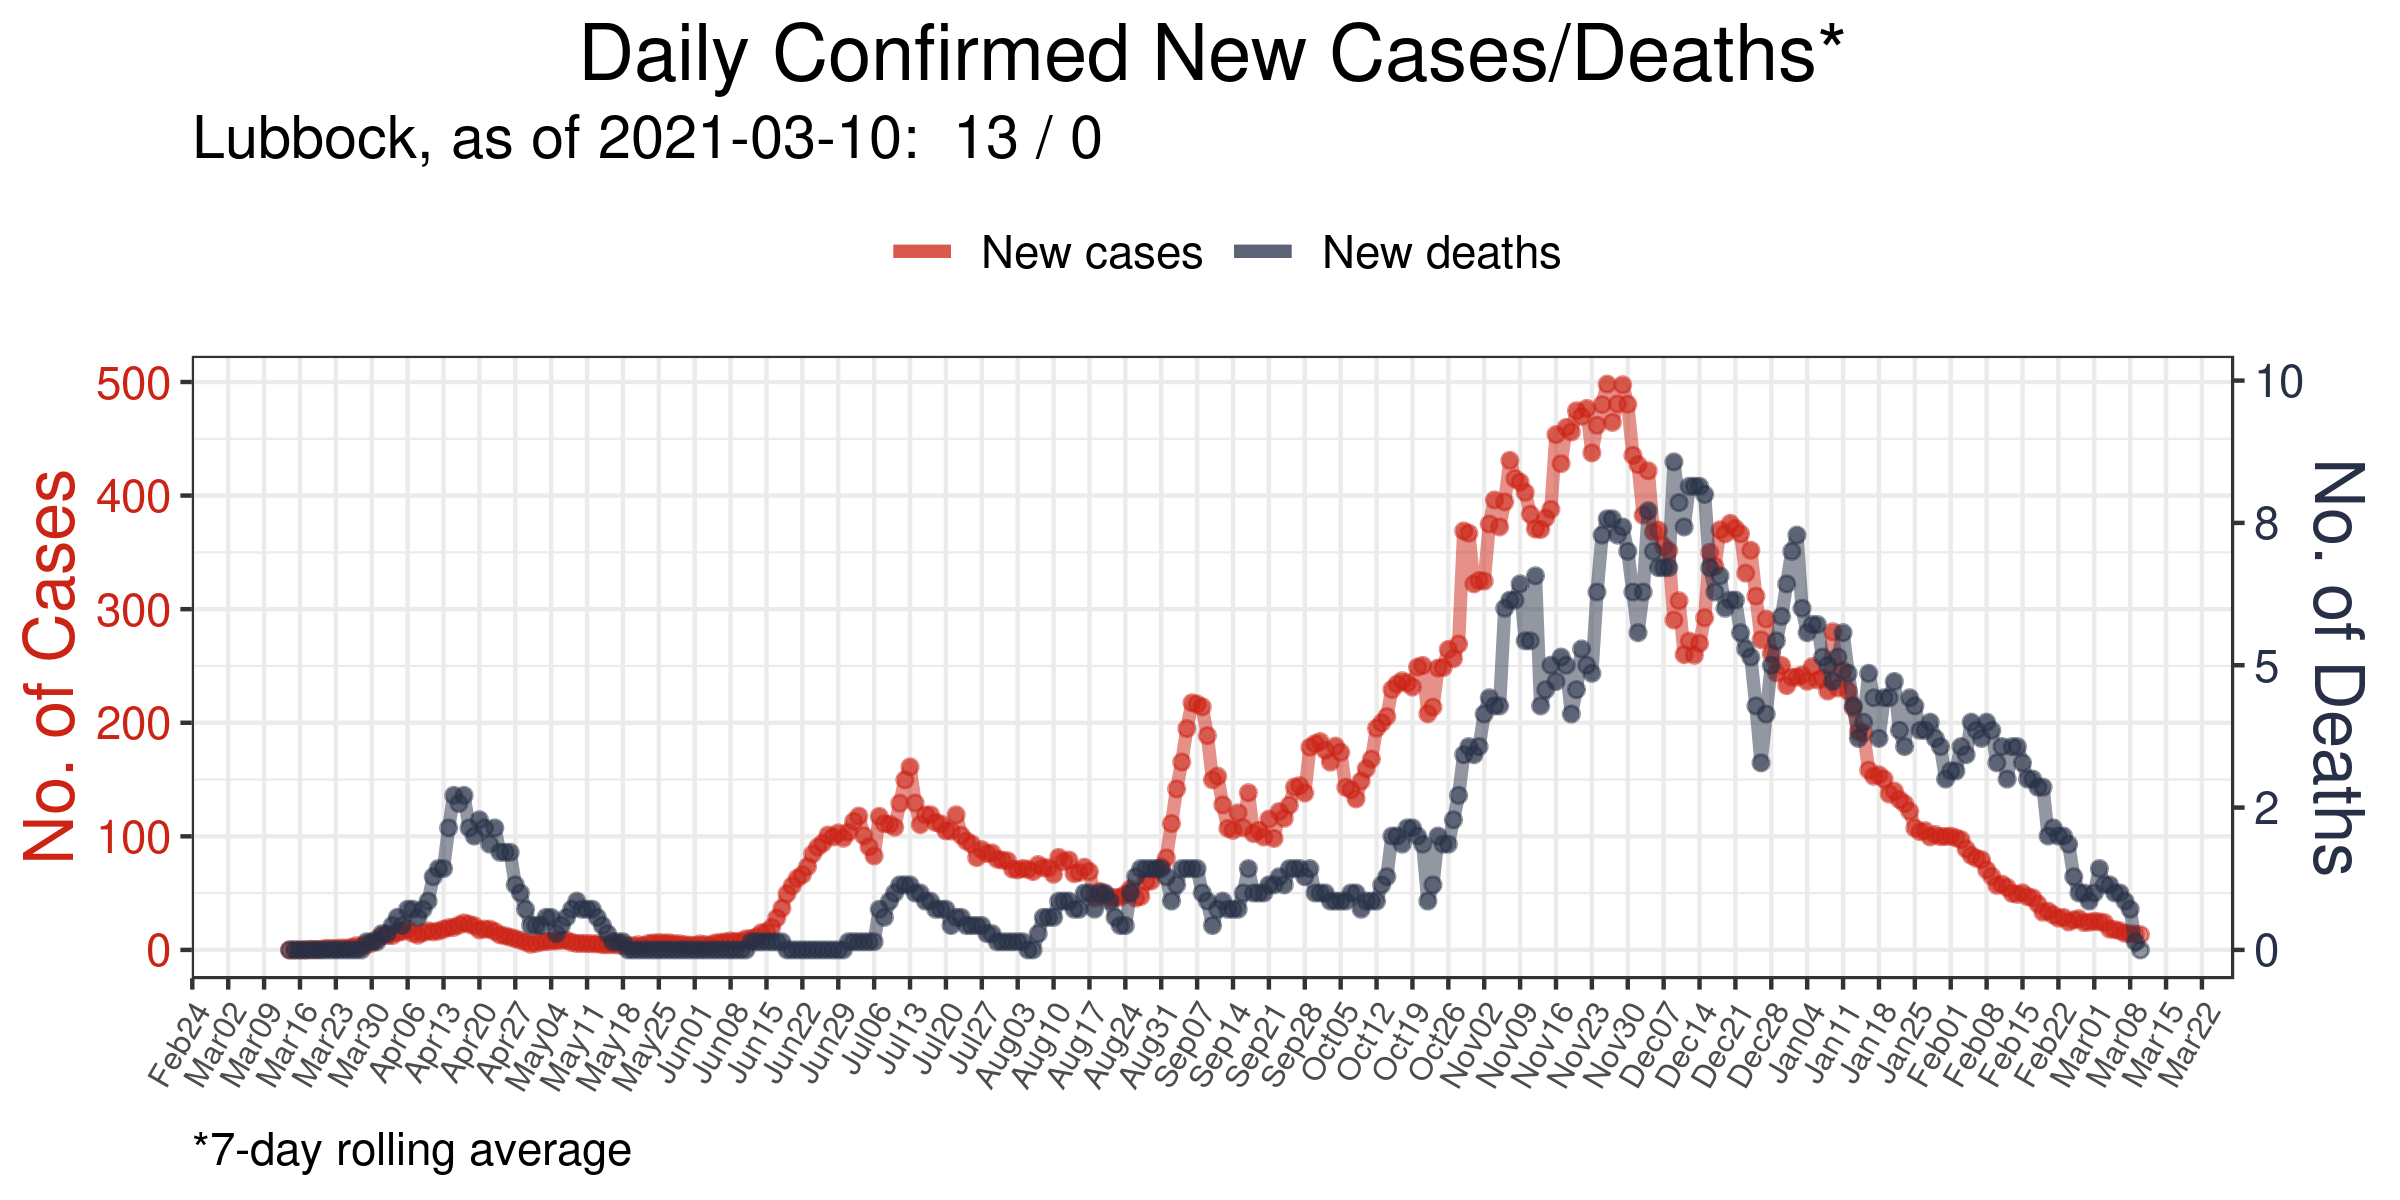 Daily Confirmed New Cases/Deaths*
Lubbock, as of 2021-03-10:  13 / 0
New cases
New deaths
No. of Cases
500
400
300
200
100
0
10
8
5
2
0
No. of Deaths
Feb24
Mar02
Mar09
Mar16
Mar23
Mar30
Apr06
Apr13
Apr20
Apr27
May04
May11
May18
May25
Jun01
Jun08
Jun15
Jun22
Jun29
Jul06
Jul13
Jul20
Jul27
Aug03
Aug10
Aug17
Aug24
Aug31
Sep07
Sep14
Sep21
Sep28
Oct05
Oct12
Oct19
Oct26
Nov02
Nov09
Nov16
Nov23
Nov30
Dec07
Dec14
Dec21
Dec28
Jan04
Jan11
Jan18
Jan25
Feb01
Feb08
Feb15
Feb22
Mar01
Mar08
Mar15
Mar22
*7-day rolling average